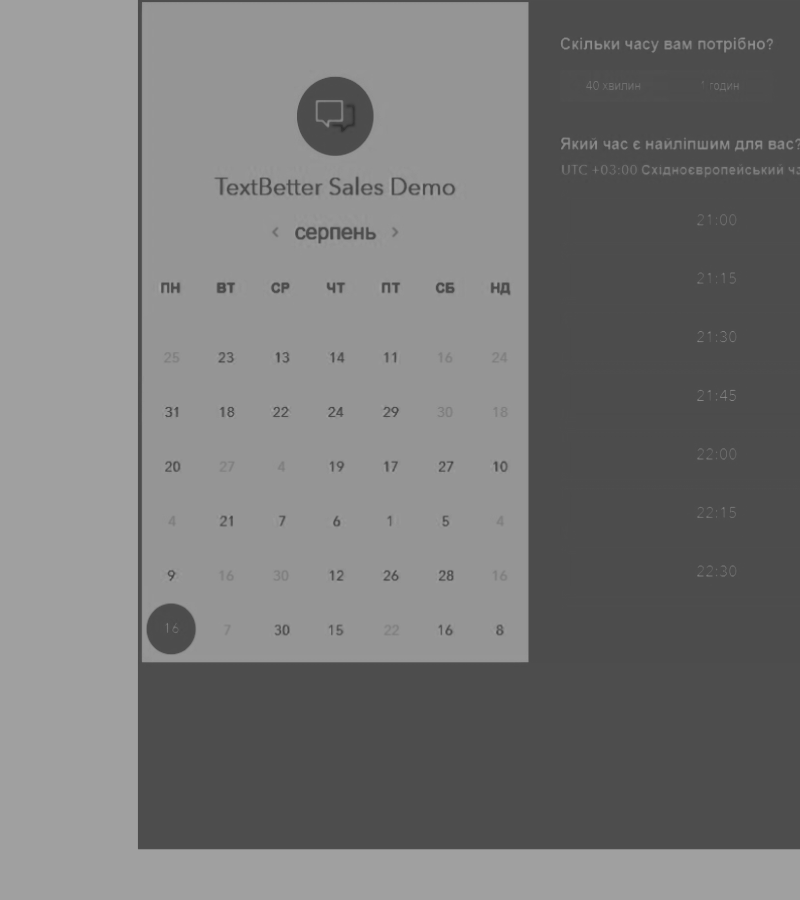 TextBetter Sales Demo
‹ серпень ›
ПН ВТ СР ЧТ ПТ СБ НД
25 23 13 14 11 16 24
31 18 22 24 29 30 18
20 27 4 19 17 27 10
4 21 7 6 1 5 4
9 16 30 12 26 28 16
16 7 30 15 22 16 8
Скільки часу вам потрібно?
40 хвилин 1 годин
Який час є найліпшим для вас?
UTC +03:00 Східноєвропейський
21:00
21:15
21:30
21:45
22:00
22:15
22:30